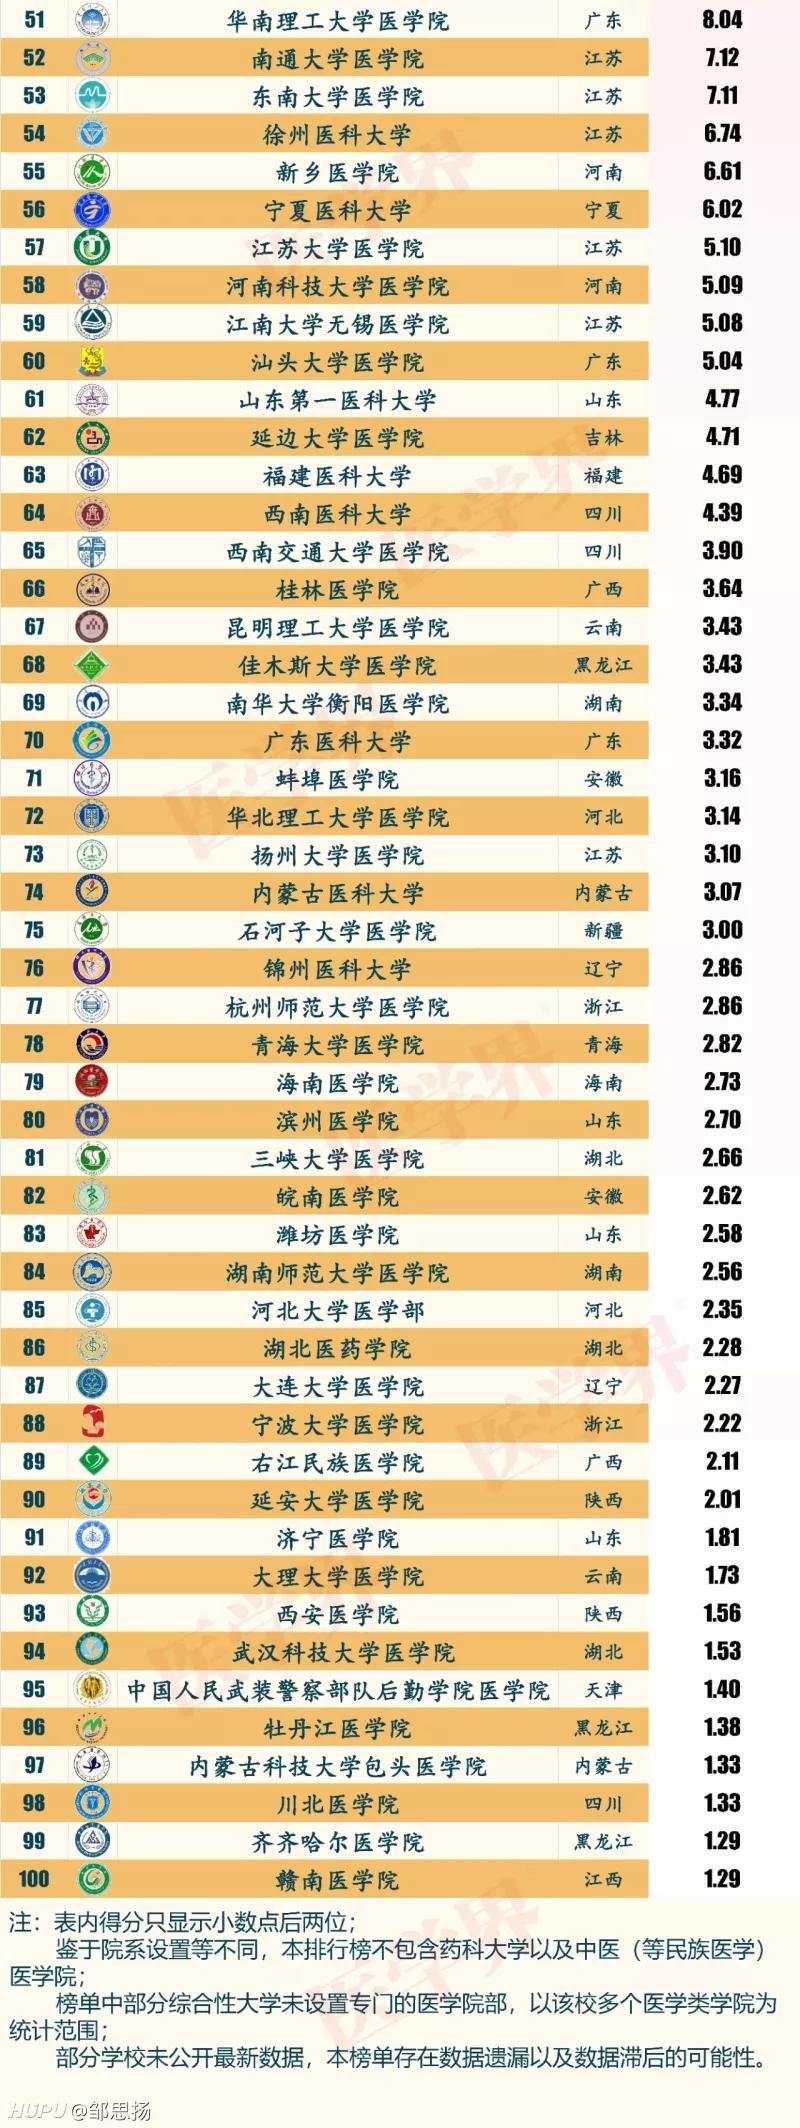 51 华南理工大学医学院 广东 8.04
52 南通大学医学院 江苏 7.12
53 东南大学医学院 江苏 7.11
54 徐州医科大学 江苏 6.74
55 新乡医学院 河南 6.61
56 宁夏医科大学 宁夏 6.02
57 江苏大学医学院 江苏 5.10
58 河南科技大学医学院 河南 5.09
59 江南大学无锡医学院 江苏 5.08
60 汕头大学医学院 广东 5.04
61 山东第一医科大学 山东 4.77
62 延边大学医学院 吉林 4.71
63 福建医科大学 福建 4.69
64 西南医科大学 四川 4.39
65 西南交通大学医学院 四川 3.90
66 桂林医学院 广西 3.64
67 昆明理工大学医学院 云南 3.43
68 佳木斯大学医学院 黑龙江 3.43
69 南华大学衡阳医学院 湖南 3.34
70 广东医科大学 广东 3.32
71 蚌埠医学院 安徽 3.16
72 华北理工大学医学院 河北 3.14
73 扬州大学医学院 江苏 3.10
74 内蒙古医科大学 内蒙古 3.07
75 石河子大学医学院 新疆 3.00
76 锦州医科大学 辽宁 2.86
77 杭州师范大学医学院 浙江 2.86
78 青海大学医学院 青海 2.82
79 海南医学院 海南 2.73
80 滨州医学院 山东 2.70
81 三峡大学医学院 湖北 2.66
82 皖南医学院 安徽 2.62
83 潍坊医学院 山东 2.58
84 湖南师范大学医学院 湖南 2.56
85 河北大学医学部 河北 2.35
86 湖北医药学院 湖北 2.28
87 大连大学医学院 辽宁 2.27
88 宁波大学医学院 浙江 2.22
89 右江民族医学院 广西 2.11
90 延安大学医学院 陕西 2.01
91 济宁医学院 山东 1.81
92 大理大学医学院 云南 1.73
93 西安医学院 陕西 1.56
94 武汉科技大学医学院 湖北 1.53
95 中国人民武装警察部队后勤学院医学院 天津 1.40
96 牡丹江医学院 黑龙江 1.38
97 内蒙古科技大学包头医学院 内蒙古 1.33
98 川北医学院 四川 1.33
99 齐齐哈尔医学院 黑龙江 1.29
100 赣南医学院 江西 1.29
注：表内得分只显示小数点后两位；
鉴于院系设置等不同，本排行榜不包含药科大学以及中医（等民族医学）
医学院；
榜单中部分综合性大学未设置专门的医学院部，以该校多个医学类学院为
统计范围；
部分学校未公开最新数据，本榜单存在数据遗漏以及数据滞后的可能性。
医学界
医学界
医学界
医学界
医学界
医学界
医学界
HUPU @邹思扬